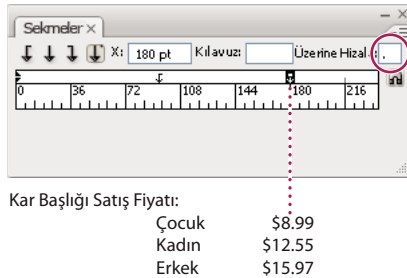 Sekmeler ×
X: 180 pt Kılavuz: Üzerine Hizala: .
0 36 72 108 144 180 216
Kar Başlığı Satış Fiyatı:
Çocuk $8.99
Kadın $12.55
Erkek $15.97